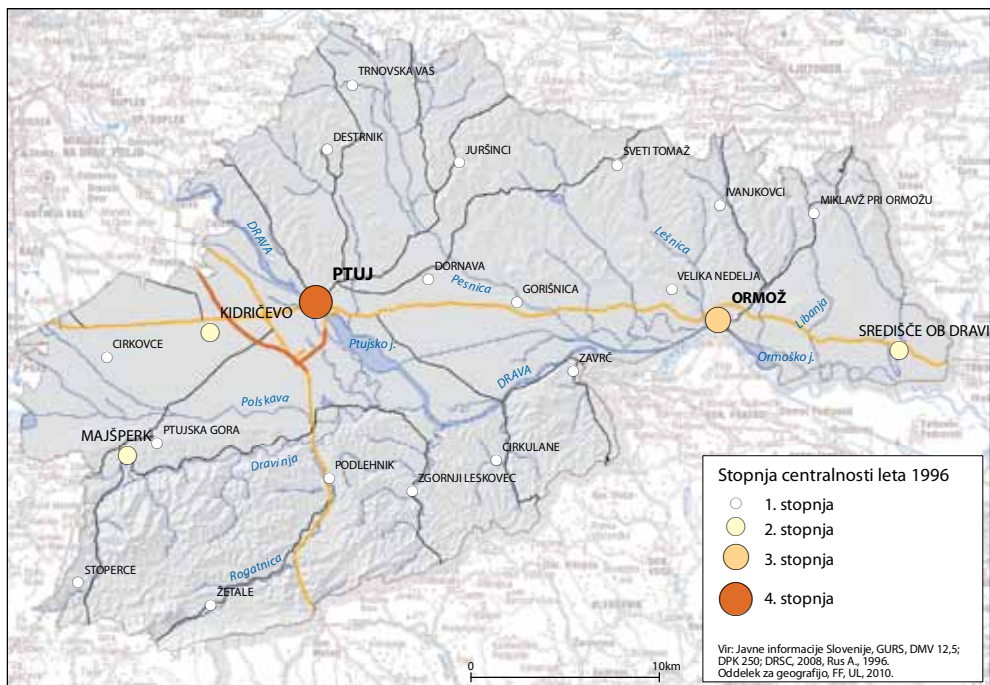 TRNOVSKA VAS
DESTRNIK
JURŠINCI
SVETI TOMAŽ
IVANJKOVCI
MIKLAVŽ PRI ORMOŽU
DRAVA
Lešnica
PTUJ
DORNAVA
Pesnica
GORIŠNICA
VELIKA NEDELJA
ORMOŽ
Libanja
KIDRIČEVO
SREDIŠČE OB DRAVI
CIRKOVCE
Ptujsko j.
DRAVA
ZAVRČ
Ormoško j.
Polskava
MAJŠPERK
PTUJSKA GORA
Dravinja
PODLEHNIK
ZGORNJI LESKOVEC
CIRKULANE
STOPERCE
Rogatnica
ŽETALE
Stopnja centralnosti leta 1996
1. stopnja
2. stopnja
3. stopnja
4. stopnja
Vir: Javne informacije Slovenije, GURS, DMV 12,5;
DPK 250; DRSC, 2008, Rus A., 1996.
Oddelek za geografijo, FF, UL, 2010.
0 10km